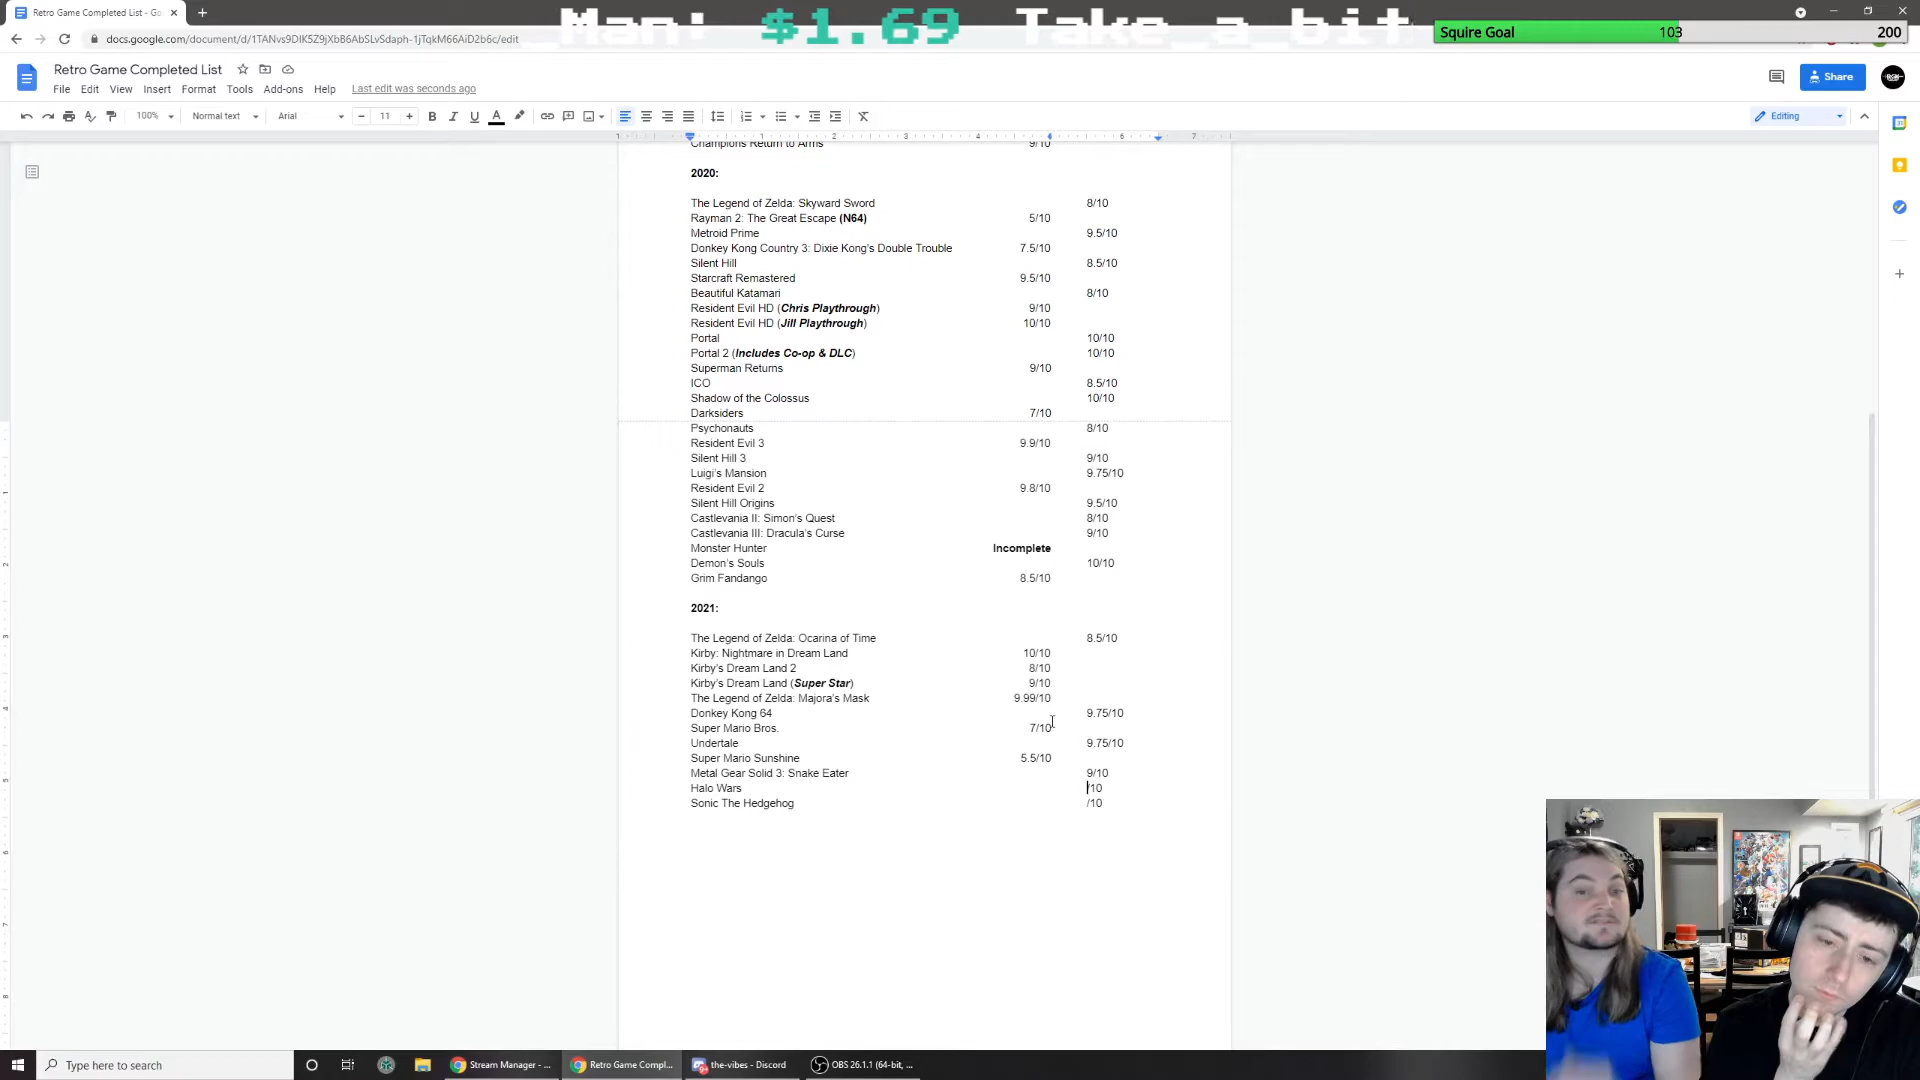 Retro Game Completed List - Go
Man: $1.69 Take a bit
docs.google.com/document/d/1TANvs9DIK5Z9jXbB6AbSLvSdaph-1jTqkM66AiD2b6c/edit
Squire Goal 103 200
Retro Game Completed List
File Edit View Insert Format Tools Add-ons Help Last edit was seconds ago
Share
100% Normal text Arial 11 Editing
Champions Return to Arms 9/10
2020:
The Legend of Zelda: Skyward Sword 8/10
Rayman 2: The Great Escape (N64) 5/10
Metroid Prime 9.5/10
Donkey Kong Country 3: Dixie Kong's Double Trouble 7.5/10
Silent Hill 8.5/10
Starcraft Remastered 9.5/10
Beautiful Katamari 8/10
Resident Evil HD (Chris Playthrough) 9/10
Resident Evil HD (Jill Playthrough) 10/10
Portal 10/10
Portal 2 (Includes Co-op & DLC) 10/10
Superman Returns 9/10
ICO 8.5/10
Shadow of the Colossus 10/10
Darksiders 7/10
Psychonauts 8/10
Resident Evil 3 9.9/10
Silent Hill 3 9/10
Luigi's Mansion 9.75/10
Resident Evil 2 9.8/10
Silent Hill Origins 9.5/10
Castlevania II: Simon's Quest 8/10
Castlevania III: Dracula's Curse 9/10
Monster Hunter Incomplete
Demon's Souls 10/10
Grim Fandango 8.5/10
2021:
The Legend of Zelda: Ocarina of Time 8.5/10
Kirby: Nightmare in Dream Land 10/10
Kirby's Dream Land 2 8/10
Kirby's Dream Land (Super Star) 9/10
The Legend of Zelda: Majora's Mask 9.99/10
Donkey Kong 64 9.75/10
Super Mario Bros. 7/10
Undertale 9.75/10
Super Mario Sunshine 5.5/10
Metal Gear Solid 3: Snake Eater 9/10
Halo Wars /10
Sonic The Hedgehog /10
Type here to search
Stream Manager - ...
Retro Game Compl...
the-vibes - Discord
OBS 26.1.1 (64-bit, ...